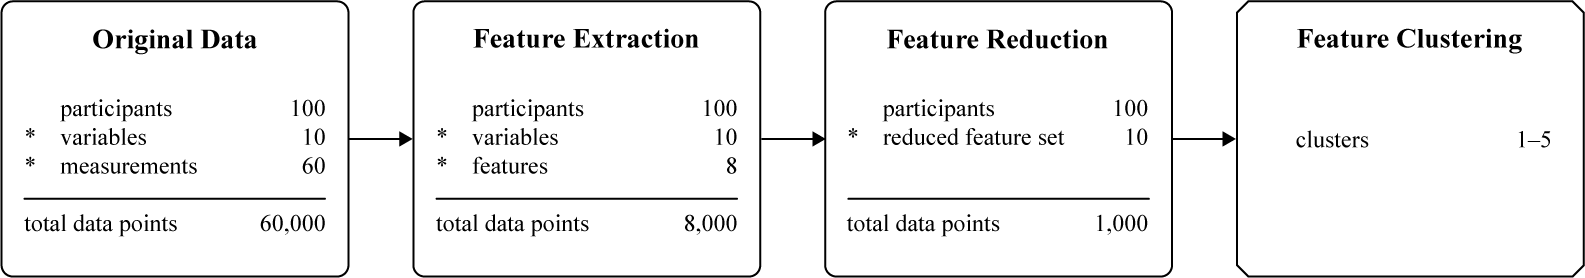 Original Data
participants 100
* variables 10
* measurements 60
total data points 60,000
Feature Extraction
participants 100
* variables 10
* features 8
total data points 8,000
Feature Reduction
participants 100
* reduced feature set 10
total data points 1,000
Feature Clustering
clusters 1–5